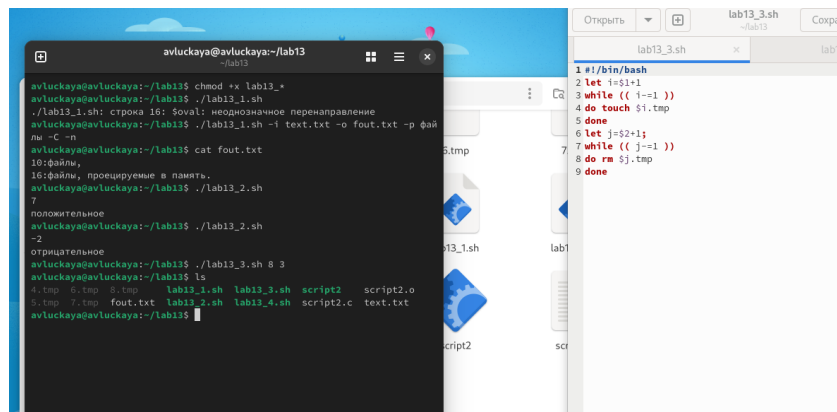 avluckaya@avluckaya:~/lab13
~/lab13
avluckaya@avluckaya:~/lab13$ chmod +x lab13_*
avluckaya@avluckaya:~/lab13$ ./lab13_1.sh
./lab13_1.sh: строка 16: $oval: неоднозначное перенаправление
avluckaya@avluckaya:~/lab13$ ./lab13_1.sh -i text.txt -o fout.txt -p фай
лы -C -n
avluckaya@avluckaya:~/lab13$ cat fout.txt
10:файлы,
16:файлы, проецируемые в память.
avluckaya@avluckaya:~/lab13$ ./lab13_2.sh
7
положительное
avluckaya@avluckaya:~/lab13$ ./lab13_2.sh
-2
отрицательное
avluckaya@avluckaya:~/lab13$ ./lab13_3.sh 8 3
avluckaya@avluckaya:~/lab13$ ls
4.tmp 6.tmp 8.tmp lab13_1.sh lab13_3.sh script2 script2.o
5.tmp 7.tmp fout.txt lab13_2.sh lab13_4.sh script2.c text.txt
avluckaya@avluckaya:~/lab13$
.tmp
7
13_1.sh
lab1
cript2
scr
Открыть
lab13_3.sh
~/lab13
Сохра
lab13_3.sh
lab
1 #!/bin/bash
2 let i=$1+1
3 while (( i-=1 ))
4 do touch $i.tmp
5 done
6 let j=$2+1;
7 while (( j-=1 ))
8 do rm $j.tmp
9 done